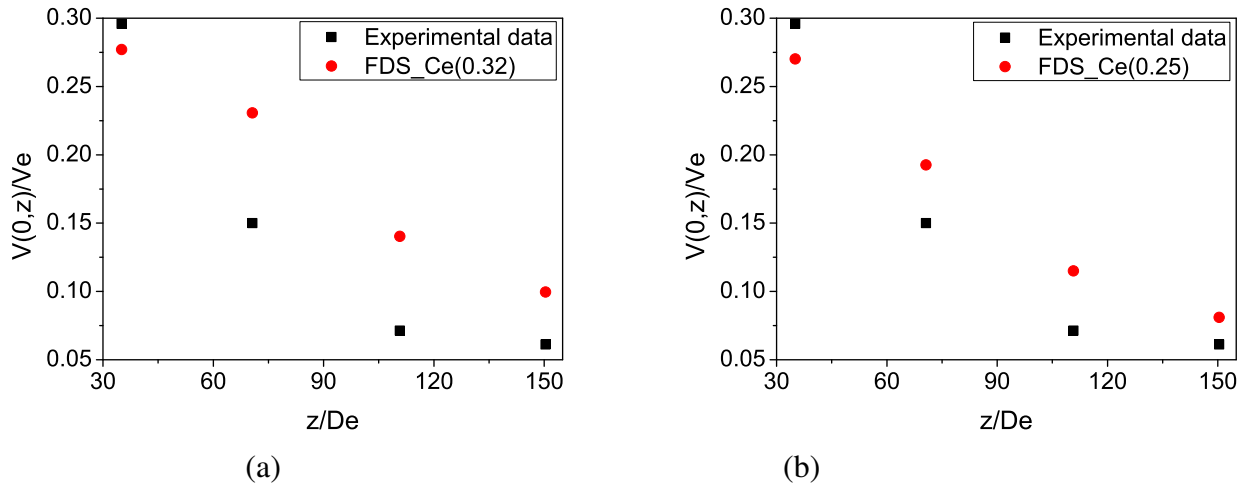 0.30
0.25
0.20
0.15
0.10
0.05
V(0,z)/Ve
30 60 90 120 150
z/De
Experimental data
FDS_Ce(0.32)
(a)
0.30
0.25
0.20
0.15
0.10
0.05
V(0,z)/Ve
30 60 90 120 150
z/De
Experimental data
FDS_Ce(0.25)
(b)